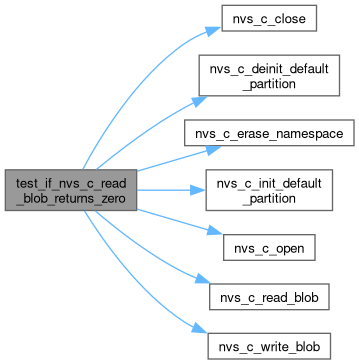 nvs_c_close
nvs_c_deinit_default
_partition
nvs_c_erase_namespace
test_if_nvs_c_read
_blob_returns_zero
nvs_c_init_default
_partition
nvs_c_open
nvs_c_read_blob
nvs_c_write_blob